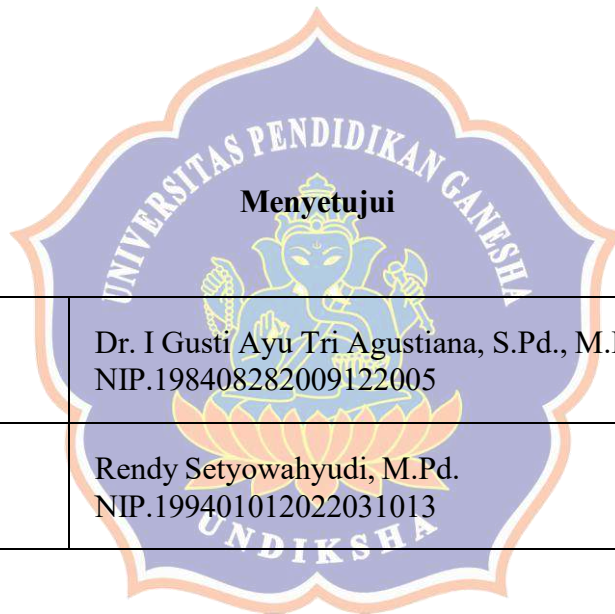 UNIVERSITAS PENDIDIKAN GANESHA
Menyetujui
Dr. I Gusti Ayu Tri Agustiana, S.Pd., M.
NIP.198408282009122005
Rendy Setyowahyudi, M.Pd.
NIP.199401012022031013
UNDIKSHA